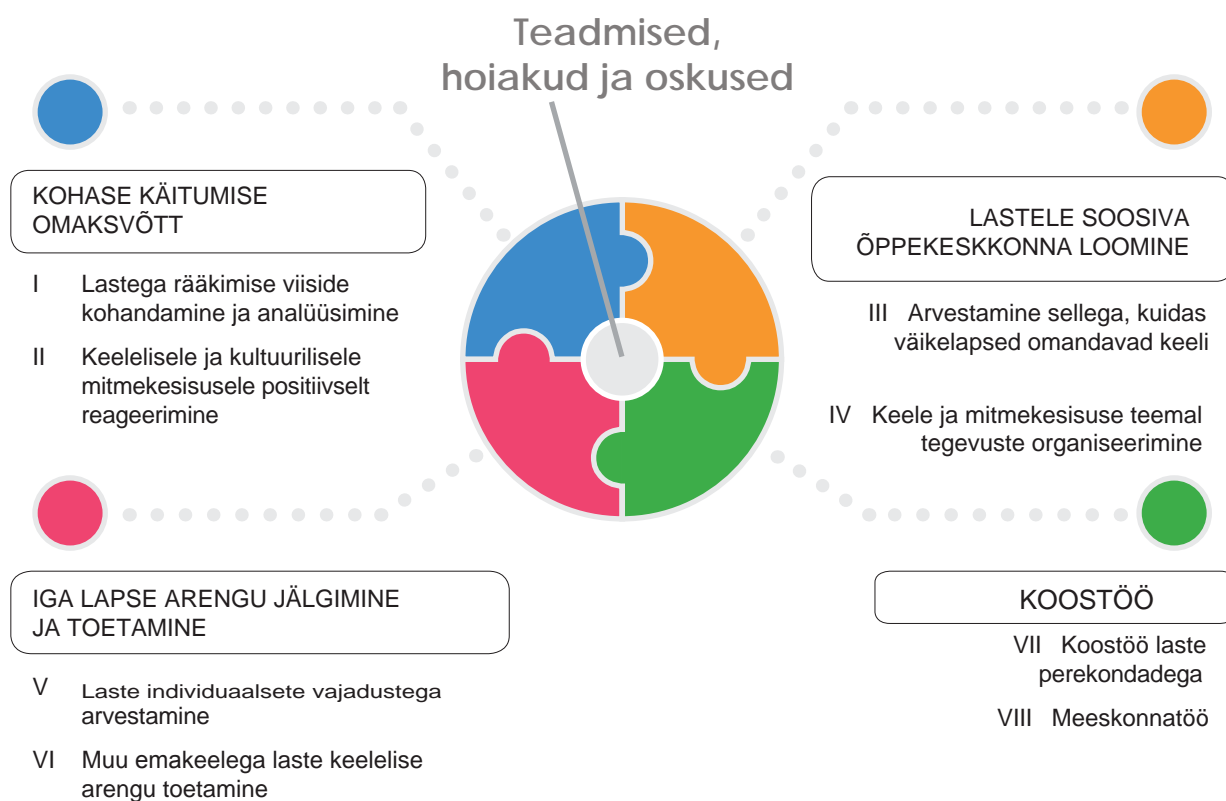 Teadmised,
hoiakud ja oskused
KOHASE KÄITUMISE
OMAKSVÕTT
I Lastega rääkimise viiside
kohandamine ja analüüsimine
II Keelelisele ja kultuurilisele
mitmekesisusele positiivselt
reageerimine
LASTELE SOOSIVA
ÕPPEKESKKONNA LOOMINE
III Arvestamine sellega, kuidas
väikelapsed omandavad keeli
IV Keele ja mitmekesisuse teemal
tegevuste organiseerimine
IGA LAPSE ARENGU JÄLGIMINE
JA TOETAMINE
V Laste individuaalsete vajadustega
arvestamine
VI Muu emakeelega laste keelelise
arengu toetamine
KOOSTÖÖ
VII Koostöö laste
perekondadega
VIII Meeskonnatöö